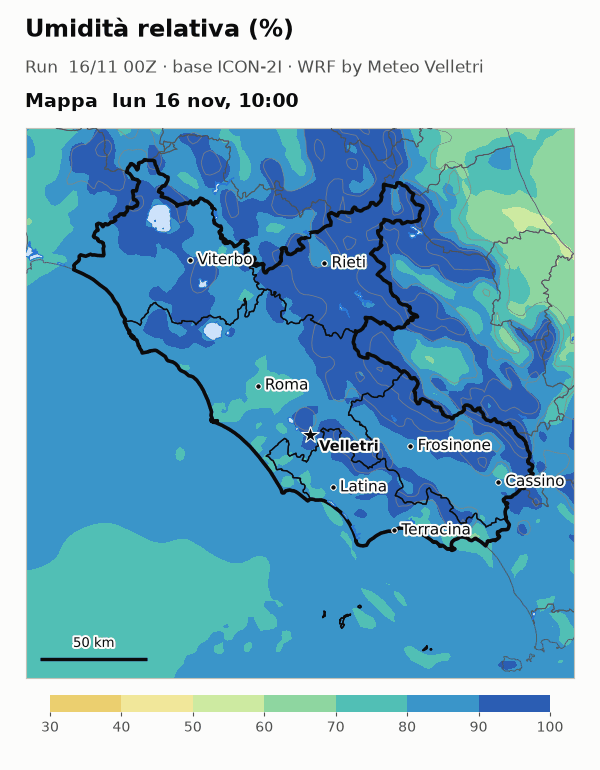 Umidità relativa (%)
Run  16/11 00Z · base ICON-2I · WRF by Meteo Velletri
Mappa  lun 16 nov, 10:00
Viterbo
Rieti
Roma
Velletri
Frosinone
Cassino
Latina
Terracina
50 km
30 40 50 60 70 80 90 100